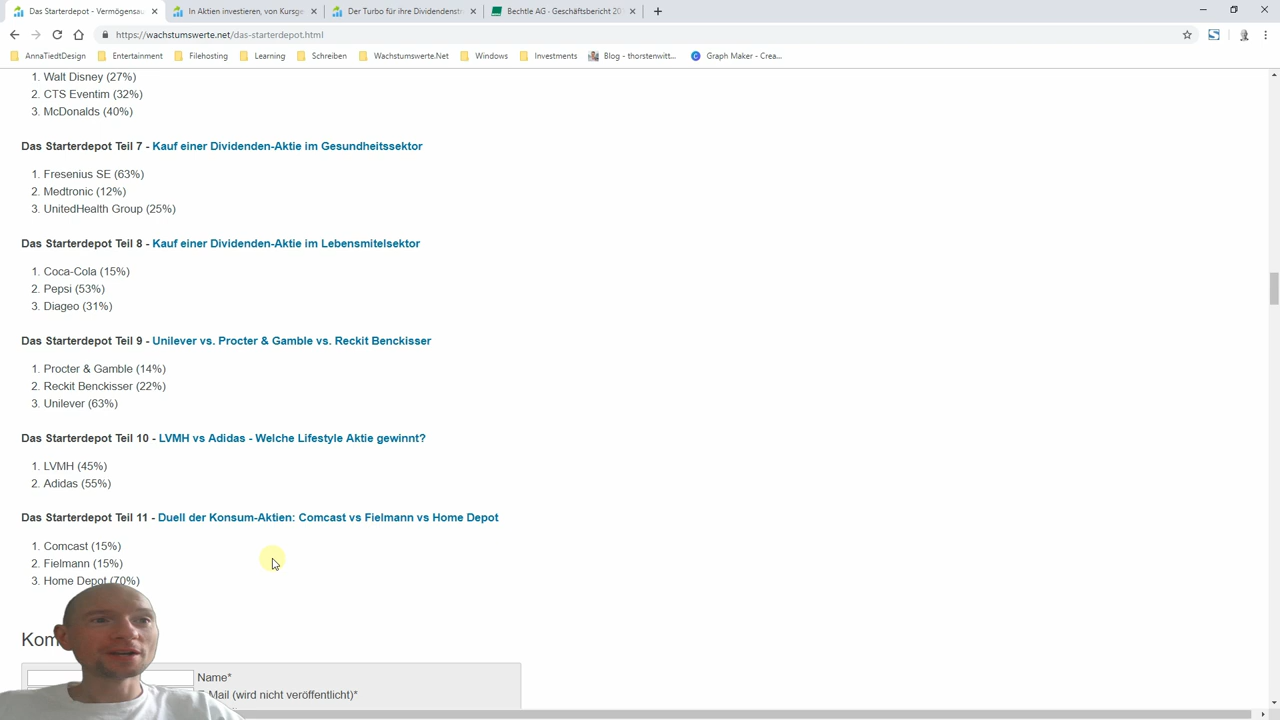 Das Starterdepot - Vermögensau
In Aktien investieren, von Kursge
Der Turbo für ihre Dividendenstr
Bechtle AG - Geschäftsbericht 20
https://wachstumswerte.net/das-starterdepot.html
AnnaTiedtDesign
Entertainment
Filehosting
Learning
Schreiben
Wachstumswerte.Net
Windows
Investments
Blog - thorstenwitt...
Graph Maker - Crea...
1. Walt Disney (27%)
2. CTS Eventim (32%)
3. McDonalds (40%)
Das Starterdepot Teil 7 - Kauf einer Dividenden-Aktie im Gesundheitssektor
1. Fresenius SE (63%)
2. Medtronic (12%)
3. UnitedHealth Group (25%)
Das Starterdepot Teil 8 - Kauf einer Dividenden-Aktie im Lebensmitelsektor
1. Coca-Cola (15%)
2. Pepsi (53%)
3. Diageo (31%)
Das Starterdepot Teil 9 - Unilever vs. Procter & Gamble vs. Reckit Benckisser
1. Procter & Gamble (14%)
2. Reckit Benckisser (22%)
3. Unilever (63%)
Das Starterdepot Teil 10 - LVMH vs Adidas - Welche Lifestyle Aktie gewinnt?
1. LVMH (45%)
2. Adidas (55%)
Das Starterdepot Teil 11 - Duell der Konsum-Aktien: Comcast vs Fielmann vs Home Depot
1. Comcast (15%)
2. Fielmann (15%)
3. Home Depot (70%)
Kom
Name*
Mail (wird nicht veröffentlicht)*